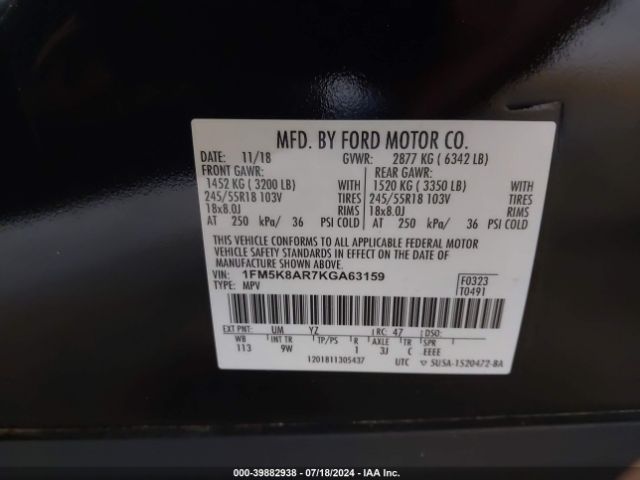 MFD. BY FORD MOTOR CO.
DATE: 11/18 GVWR: 2877 KG ( 6342 LB)
FRONT GAWR: REAR GAWR:
1452 KG ( 3200 LB) WITH 1520 KG ( 3350 LB) WITH
245/55R18 103V TIRES 245/55R18 103V TIRES
18x8.0J RIMS 18x8.0J RIMS
AT 250 kPa/ 36 PSI COLD AT 250 kPa/ 36 PSI COLD
THIS VEHICLE CONFORMS TO ALL APPLICABLE FEDERAL MOTOR
VEHICLE SAFETY STANDARDS IN EFFECT ON THE DATE OF
MANUFACTURE SHOWN ABOVE.
VIN: 1FM5K8AR7KGA63159 F0323
TYPE: MPV T0491
EXT PNT: UM YZ RC: 47 DSO:
WB INT TR TP/PS R AXLE TR SPR
113 9W 1 3J C EEEE
1201811305437 UTC ▽ 5USA-1520472-BA
000-39882938 - 07/18/2024 - IAA Inc.